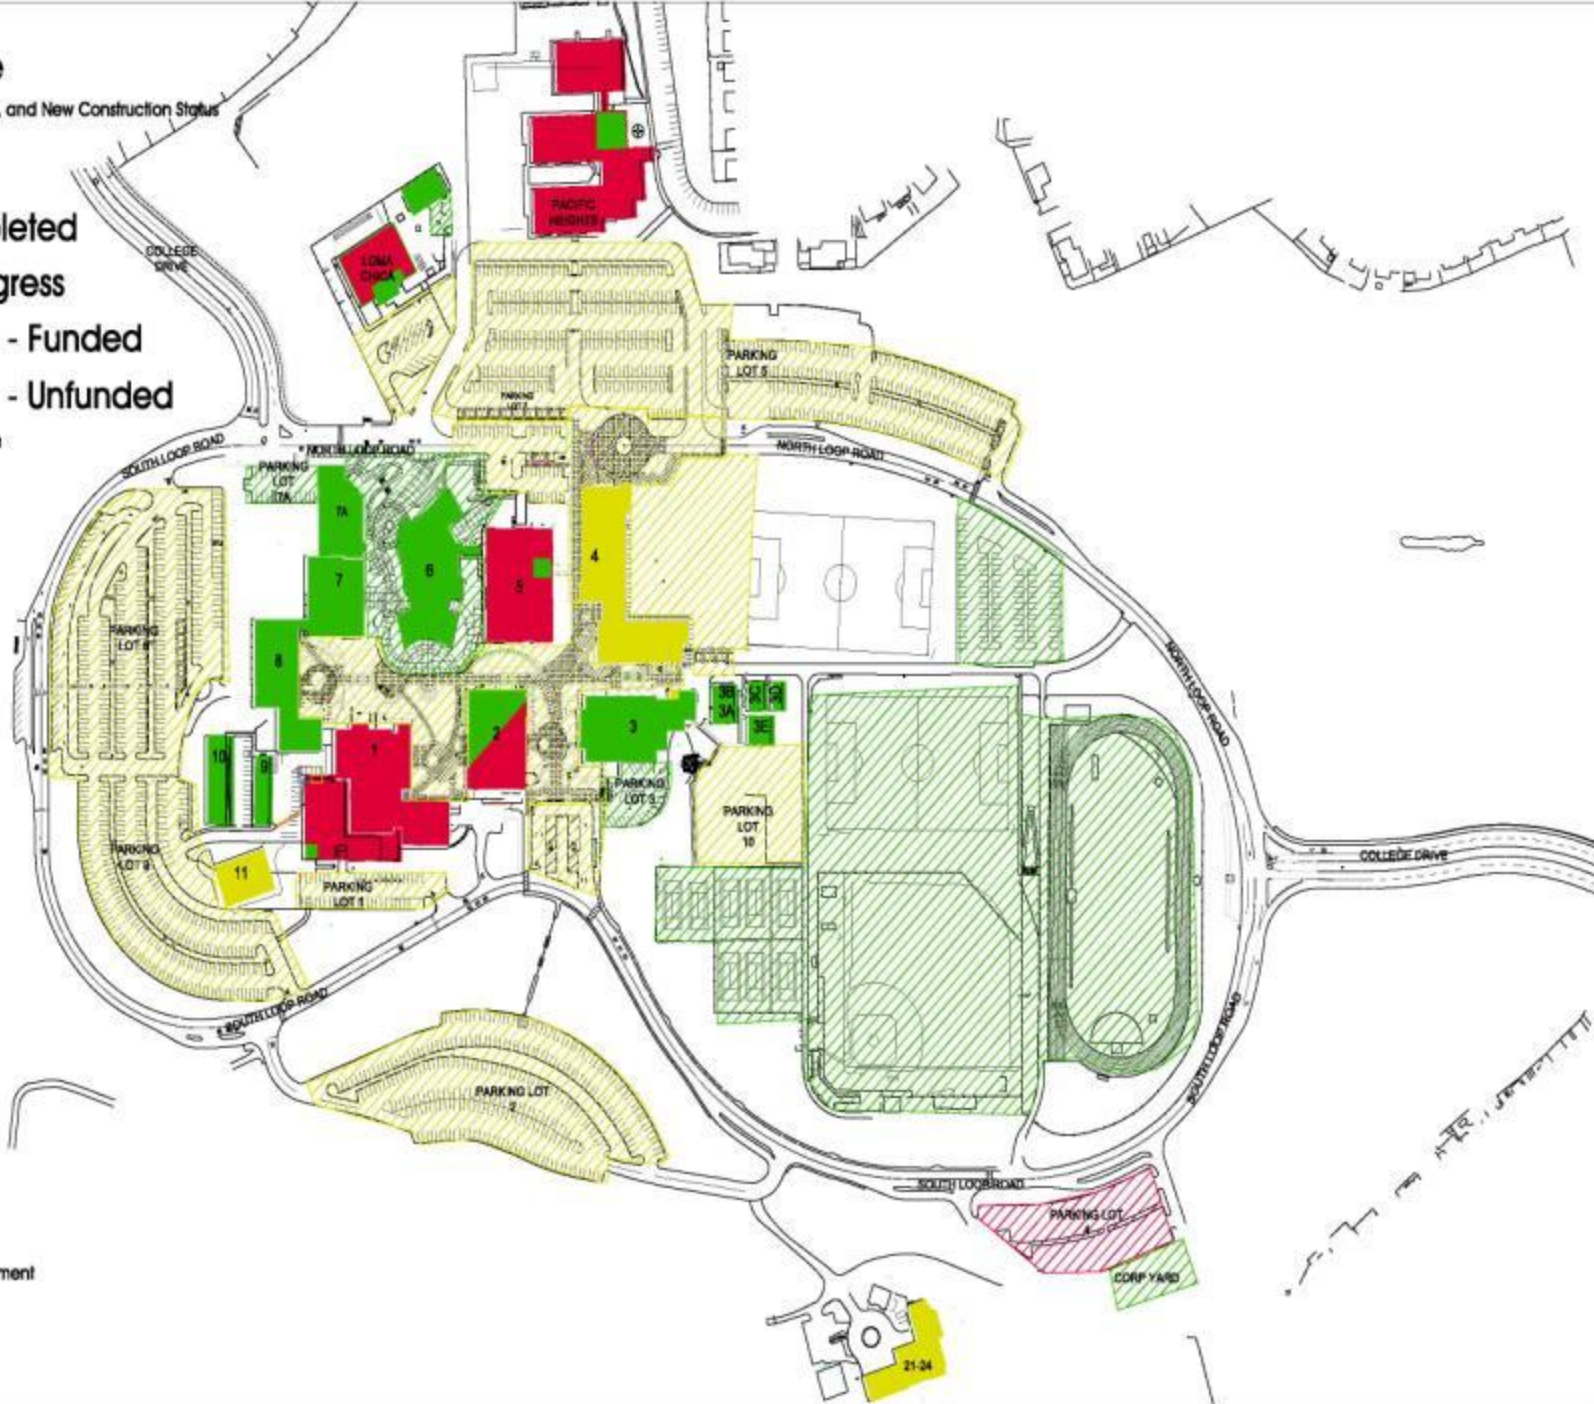 e
and New Construction Status
leted
gress
- Funded
- Unfunded
COLLEGE
DRIVE
PACIFIC
HEIGHTS
LOMA
CHICA
PARKING
LOT 5
PARKING
NORTH LOOP ROAD
NORTH LOOP ROAD
SOUTH LOOP ROAD
PARKING
LOT
7A
7A
7
6
5
4
8
PARKING
LOT 8
NORTH LOOP ROAD
1
2
3
3B
3A
3C
3D
3E
10
9
PARKING
LOT 3
PARKING
LOT
10
PARKING
LOT 9
11
PARKING
LOT 1
COLLEGE DRIVE
SOUTH LOOP ROAD
SOUTH LOOP ROAD
PARKING LOT
2
SOUTH LOOP ROAD
PARKING LOT
CORP YARD
ment
21-24